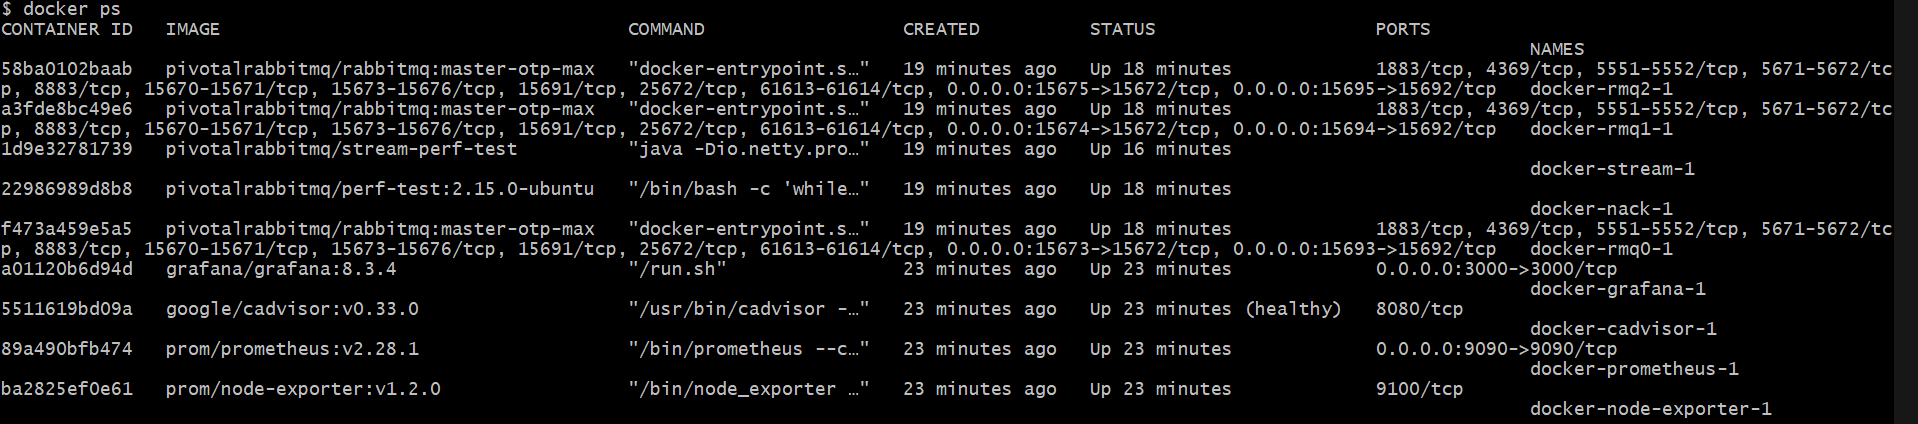 $ docker ps
CONTAINER ID   IMAGE                                     COMMAND                  CREATED          STATUS                    PORTS
NAMES
58ba0102baab   pivotalrabbitmq/rabbitmq:master-otp-max   "docker-entrypoint.s…"   19 minutes ago   Up 18 minutes             1883/tcp, 4369/tcp, 5551-5552/tcp, 5671-5672/tc
p, 8883/tcp, 15670-15671/tcp, 15673-15676/tcp, 15691/tcp, 25672/tcp, 61613-61614/tcp, 0.0.0.0:15675->15672/tcp, 0.0.0.0:15695->15692/tcp   docker-rmq2-1
a3fde8bc49e6   pivotalrabbitmq/rabbitmq:master-otp-max   "docker-entrypoint.s…"   19 minutes ago   Up 18 minutes             1883/tcp, 4369/tcp, 5551-5552/tcp, 5671-5672/tc
p, 8883/tcp, 15670-15671/tcp, 15673-15676/tcp, 15691/tcp, 25672/tcp, 61613-61614/tcp, 0.0.0.0:15674->15672/tcp, 0.0.0.0:15694->15692/tcp   docker-rmq1-1
1d9e32781739   pivotalrabbitmq/stream-perf-test          "java -Dio.netty.pro…"   19 minutes ago   Up 16 minutes
docker-stream-1
22986989d8b8   pivotalrabbitmq/perf-test:2.15.0-ubuntu   "/bin/bash -c 'while…"   19 minutes ago   Up 18 minutes
docker-nack-1
f473a459e5a5   pivotalrabbitmq/rabbitmq:master-otp-max   "docker-entrypoint.s…"   19 minutes ago   Up 18 minutes             1883/tcp, 4369/tcp, 5551-5552/tcp, 5671-5672/tc
p, 8883/tcp, 15670-15671/tcp, 15673-15676/tcp, 15691/tcp, 25672/tcp, 61613-61614/tcp, 0.0.0.0:15673->15672/tcp, 0.0.0.0:15693->15692/tcp   docker-rmq0-1
a01120b6d94d   grafana/grafana:8.3.4                     "/run.sh"                23 minutes ago   Up 23 minutes             0.0.0.0:3000->3000/tcp
docker-grafana-1
5511619bd09a   google/cadvisor:v0.33.0                   "/usr/bin/cadvisor -…"   23 minutes ago   Up 23 minutes (healthy)   8080/tcp
docker-cadvisor-1
89a490bfb474   prom/prometheus:v2.28.1                   "/bin/prometheus --c…"   23 minutes ago   Up 23 minutes             0.0.0.0:9090->9090/tcp
docker-prometheus-1
ba2825ef0e61   prom/node-exporter:v1.2.0                 "/bin/node_exporter …"   23 minutes ago   Up 23 minutes             9100/tcp
docker-node-exporter-1